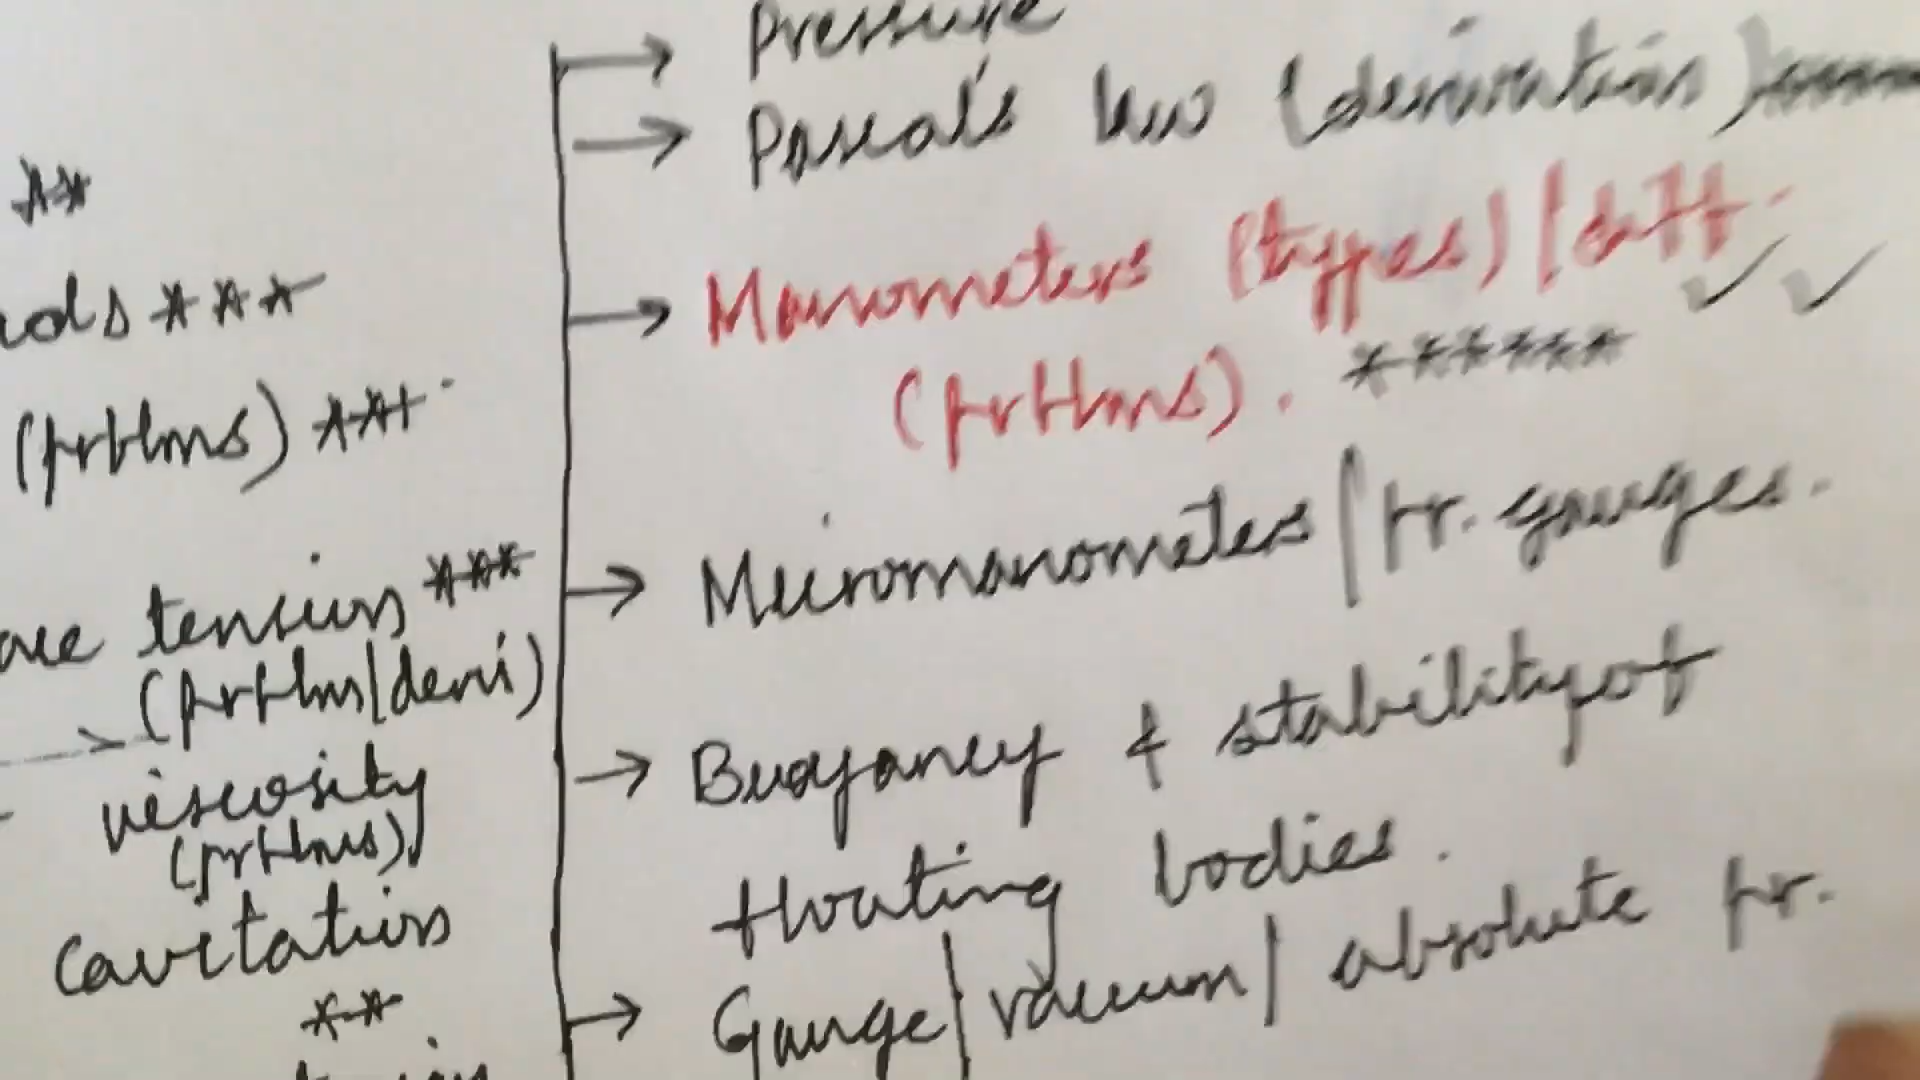 **
***
(prblms) ***
tension ***
(prblms/deri)
viscosity
(prblms)
cavitation
**
Pressure
Pascal's law (derivation) ****
Manometers (types) / diff.
(prblms). ****** ✓✓
Micromanometers / pr. gauges.
Buoyancy & stability of
floating bodies.
Gauge / vacuum / absolute pr.